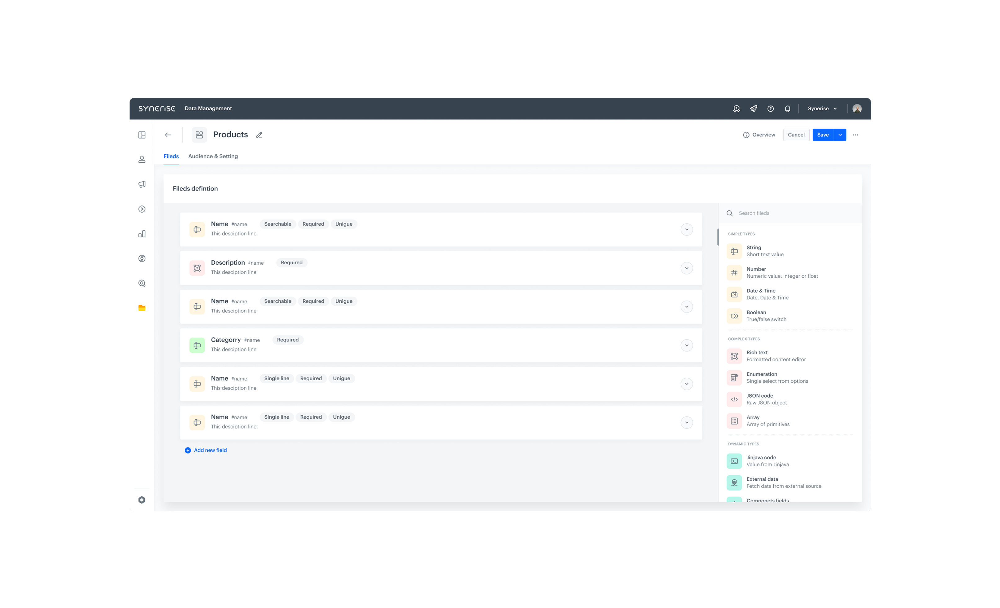 SYNERISE Data Management Synerise
Products
Overview Cancel Save
Fileds Audience & Setting
Fileds defintion
Name #name Searchable Required Unigue
This desciption line
Description #name Required
This desciption line
Name #name Searchable Required Unigue
This desciption line
Categorry #name Required
This desciption line
Name #name Single line Required Unigue
This desciption line
Name #name Single line Required Unigue
This desciption line
Add new field
Search fileds
SIMPLE TYPES
String
Short text value
Number
Numeric value: integer or float
Date & Time
Date, Date & Time
Boolean
True/false switch
COMPLEX TYPES
Rich text
Formatted content editor
Enumeration
Single select from options
JSON code
Raw JSON object
Array
Array of primitives
DYNAMIC TYPES
Jinjava code
Value from Jinjava
External data
Fetch data from external source
Componets fields